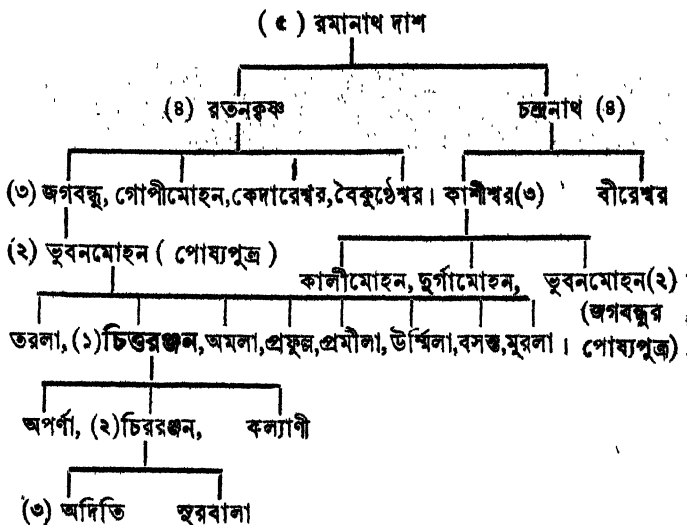 (৫) রমানাথ দাশ
(৪) রতনকৃষ্ণ চন্দ্রনাথ (৪)
(৩) জগবন্ধু, গোপীমোহন, কেদারেশ্বর, বৈকুণ্ঠেশ্বর। কাশীশ্বর(৩) বীরেশ্বর
(২) ভুবনমোহন ( পোষ্যপুত্র )
কালীমোহন, দুর্গামোহন, ভুবনমোহন(২)
(জগবন্ধুর
তরলা, (১)চিত্তরঞ্জন, অমলা, প্রফুল্ল, প্রমীলা, উর্ম্মিলা, বসন্ত, মুরলা। পোষ্যপুত্র)
অপর্ণা, (২)চিররঞ্জন, কল্যাণী
(৩) অদিতি সুরবালা